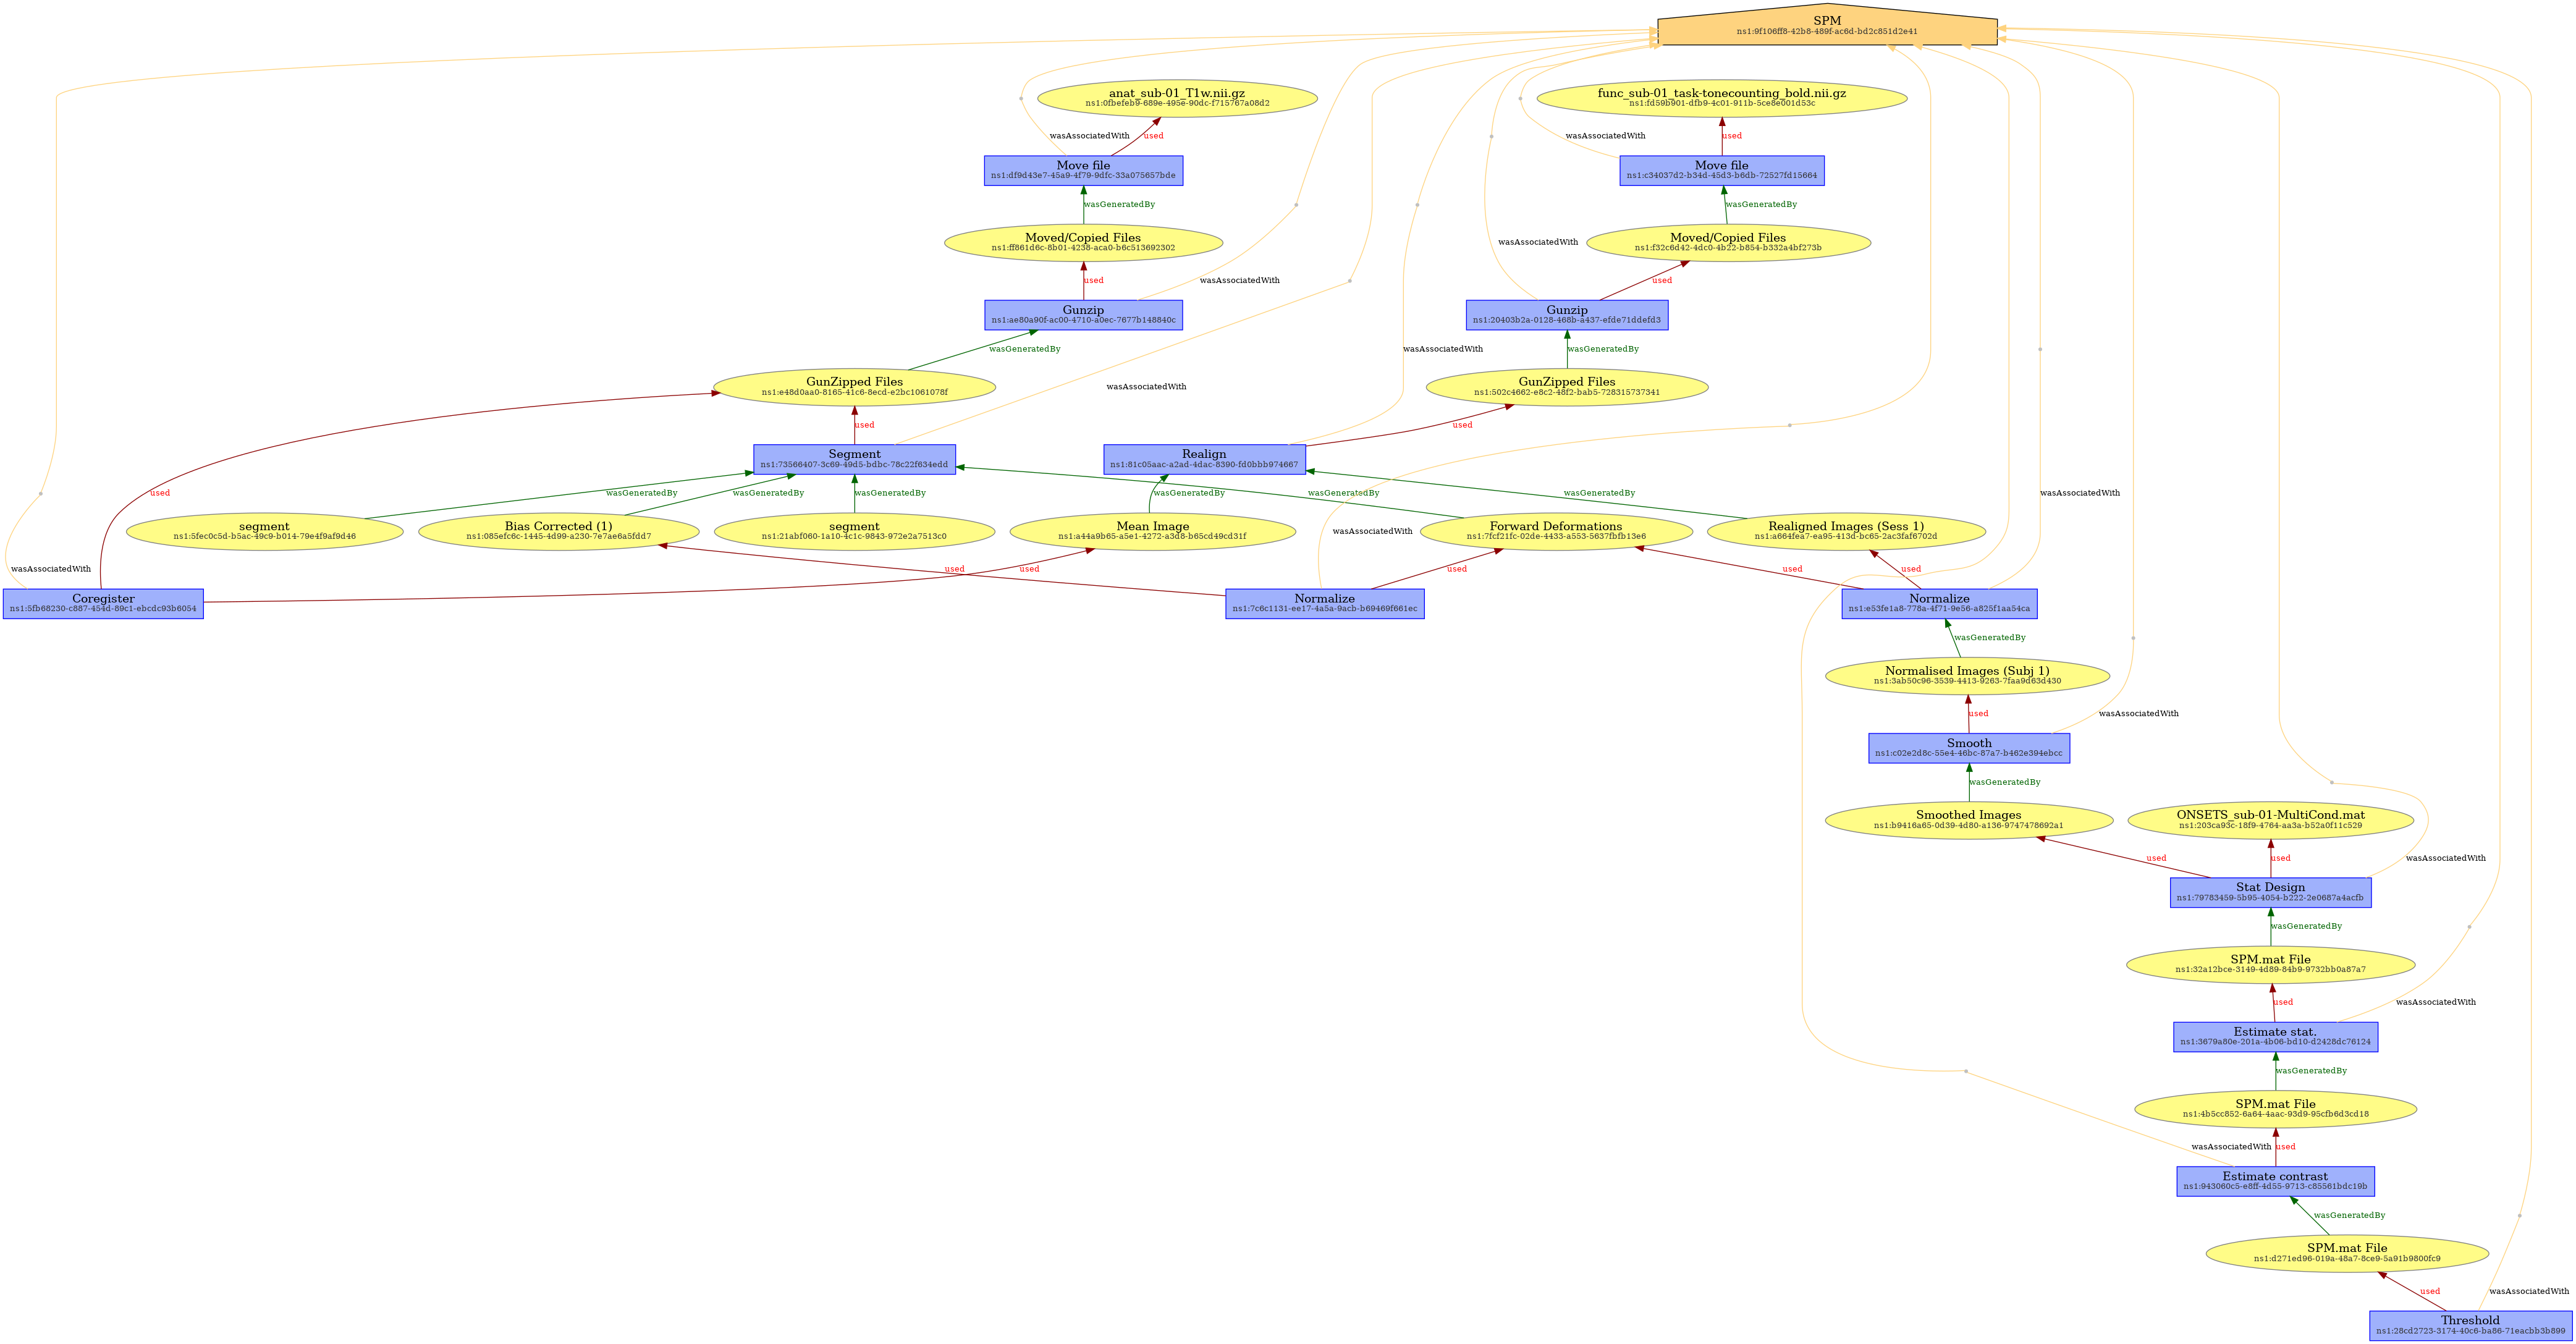 SPM
ns1:9f106ff8-42b8-489f-ac6d-bd2c851d2e41
anat_sub-01_T1w.nii.gz
ns1:0fbefeb9-689e-495e-90dc-f715767a08d2
func_sub-01_task-tonecounting_bold.nii.gz
ns1:fd59b901-dfb9-4c01-911b-5ce8e001d53c
wasAssociatedWith
used
wasAssociatedWith
used
Move file
ns1:df9d43e7-45a9-4f79-9dfc-33a075657bde
Move file
ns1:c34037d2-b34d-45d3-b6db-72527fd15664
wasGeneratedBy
wasGeneratedBy
Moved/Copied Files
ns1:ff861d6c-8b01-4238-aca0-b6c513692302
wasAssociatedWith
Moved/Copied Files
ns1:f32c6d42-4dc0-4b22-b854-b332a4bf273b
used
wasAssociatedWith
used
Gunzip
ns1:ae80a90f-ac00-4710-a0ec-7677b148840c
Gunzip
ns1:20403b2a-0128-468b-a437-efde71ddefd3
wasGeneratedBy
wasAssociatedWith
wasGeneratedBy
GunZipped Files
ns1:e48d0aa0-8165-41c6-8ecd-e2bc1061078f
wasAssociatedWith
GunZipped Files
ns1:502c4662-e8c2-48f2-bab5-728315737341
used
used
Segment
ns1:73566407-3c69-49d5-bdbc-78c22f634edd
Realign
ns1:81c05aac-a2ad-4dac-8390-fd0bbb974667
used
wasGeneratedBy
wasGeneratedBy
wasGeneratedBy
wasGeneratedBy
wasGeneratedBy
wasGeneratedBy
wasAssociatedWith
segment
ns1:5fec0c5d-b5ac-49c9-b014-79e4f9af9d46
Bias Corrected (1)
ns1:085efc6c-1445-4d99-a230-7e7ae6a5fdd7
segment
ns1:21abf060-1a10-4c1c-9843-972e2a7513c0
Mean Image
ns1:a44a9b65-a5e1-4272-a3d8-b65cd49cd31f
wasAssociatedWith
Forward Deformations
ns1:7fcf21fc-02de-4433-a553-5637fbfb13e6
Realigned Images (Sess 1)
ns1:a664fea7-ea95-413d-bc65-2ac3faf6702d
wasAssociatedWith
used
used
used
used
used
Coregister
ns1:5fb68230-c887-454d-89c1-ebcdc93b6054
Normalize
ns1:7c6c1131-ee17-4a5a-9acb-b69469f661ec
Normalize
ns1:e53fe1a8-778a-4f71-9e56-a825f1aa54ca
wasGeneratedBy
Normalised Images (Subj 1)
ns1:3ab50c96-3539-4413-9263-7faa9d63d430
used
wasAssociatedWith
Smooth
ns1:c02e2d8c-55e4-46bc-87a7-b462e394ebcc
wasGeneratedBy
Smoothed Images
ns1:b9416a65-0d39-4d80-a136-9747478692a1
ONSETS_sub-01-MultiCond.mat
ns1:203ca93c-18f9-4764-aa3a-b52a0f11c529
used
used
wasAssociatedWith
Stat Design
ns1:79783459-5b95-4054-b222-2e0687a4acfb
wasGeneratedBy
SPM.mat File
ns1:32a12bce-3149-4d89-84b9-9732bb0a87a7
used
wasAssociatedWith
Estimate stat.
ns1:3679a80e-201a-4b06-bd10-d2428dc76124
wasGeneratedBy
SPM.mat File
ns1:4b5cc852-6a64-4aac-93d9-95cfb6d3cd18
wasAssociatedWith
used
Estimate contrast
ns1:943060c5-e8ff-4d55-9713-c85561bdc19b
wasGeneratedBy
SPM.mat File
ns1:d271ed96-019a-48a7-8ce9-5a91b9800fc9
used
wasAssociatedWith
Threshold
ns1:28cd2723-3174-40c6-ba86-71eacbb3b899